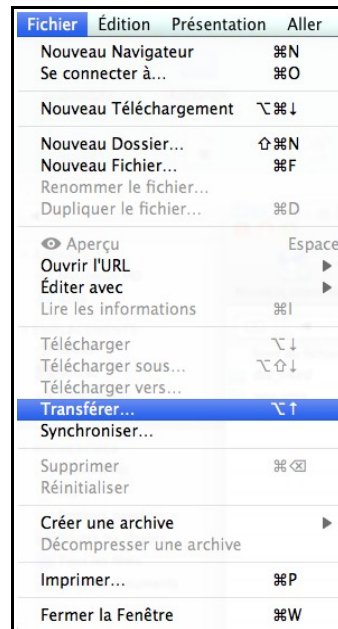 Fichier Édition Présentation Aller
Nouveau Navigateur ⌘N
Se connecter à... ⌘O
Nouveau Téléchargement ⌥⌘↓
Nouveau Dossier... ⇧⌘N
Nouveau Fichier... ⌘F
Renommer le fichier...
Dupliquer le fichier... ⌘D
Aperçu Espace
Ouvrir l'URL ▶
Éditer avec ▶
Lire les informations ⌘I
Télécharger ⌥↓
Télécharger sous... ⌥⇧↓
Télécharger vers...
Transférer... ⌥↑
Synchroniser...
Supprimer ⌘⌫
Réinitialiser
Créer une archive ▶
Décompresser une archive
Imprimer... ⌘P
Fermer la Fenêtre ⌘W